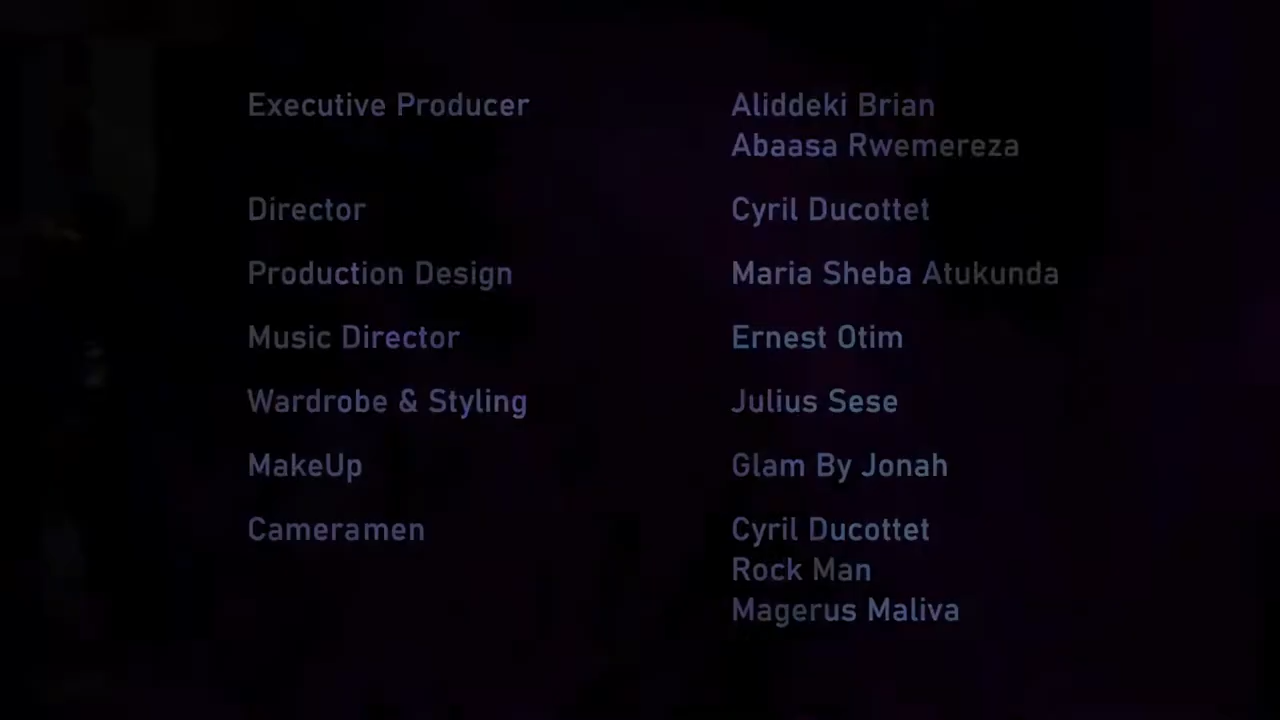 Executive Producer Aliddeki Brian
Abaasa Rwemereza
Director Cyril Ducottet
Production Design Maria Sheba Atukunda
Music Director Ernest Otim
Wardrobe & Styling Julius Sese
MakeUp Glam By Jonah
Cameramen Cyril Ducottet
Rock Man
Magerus Maliva